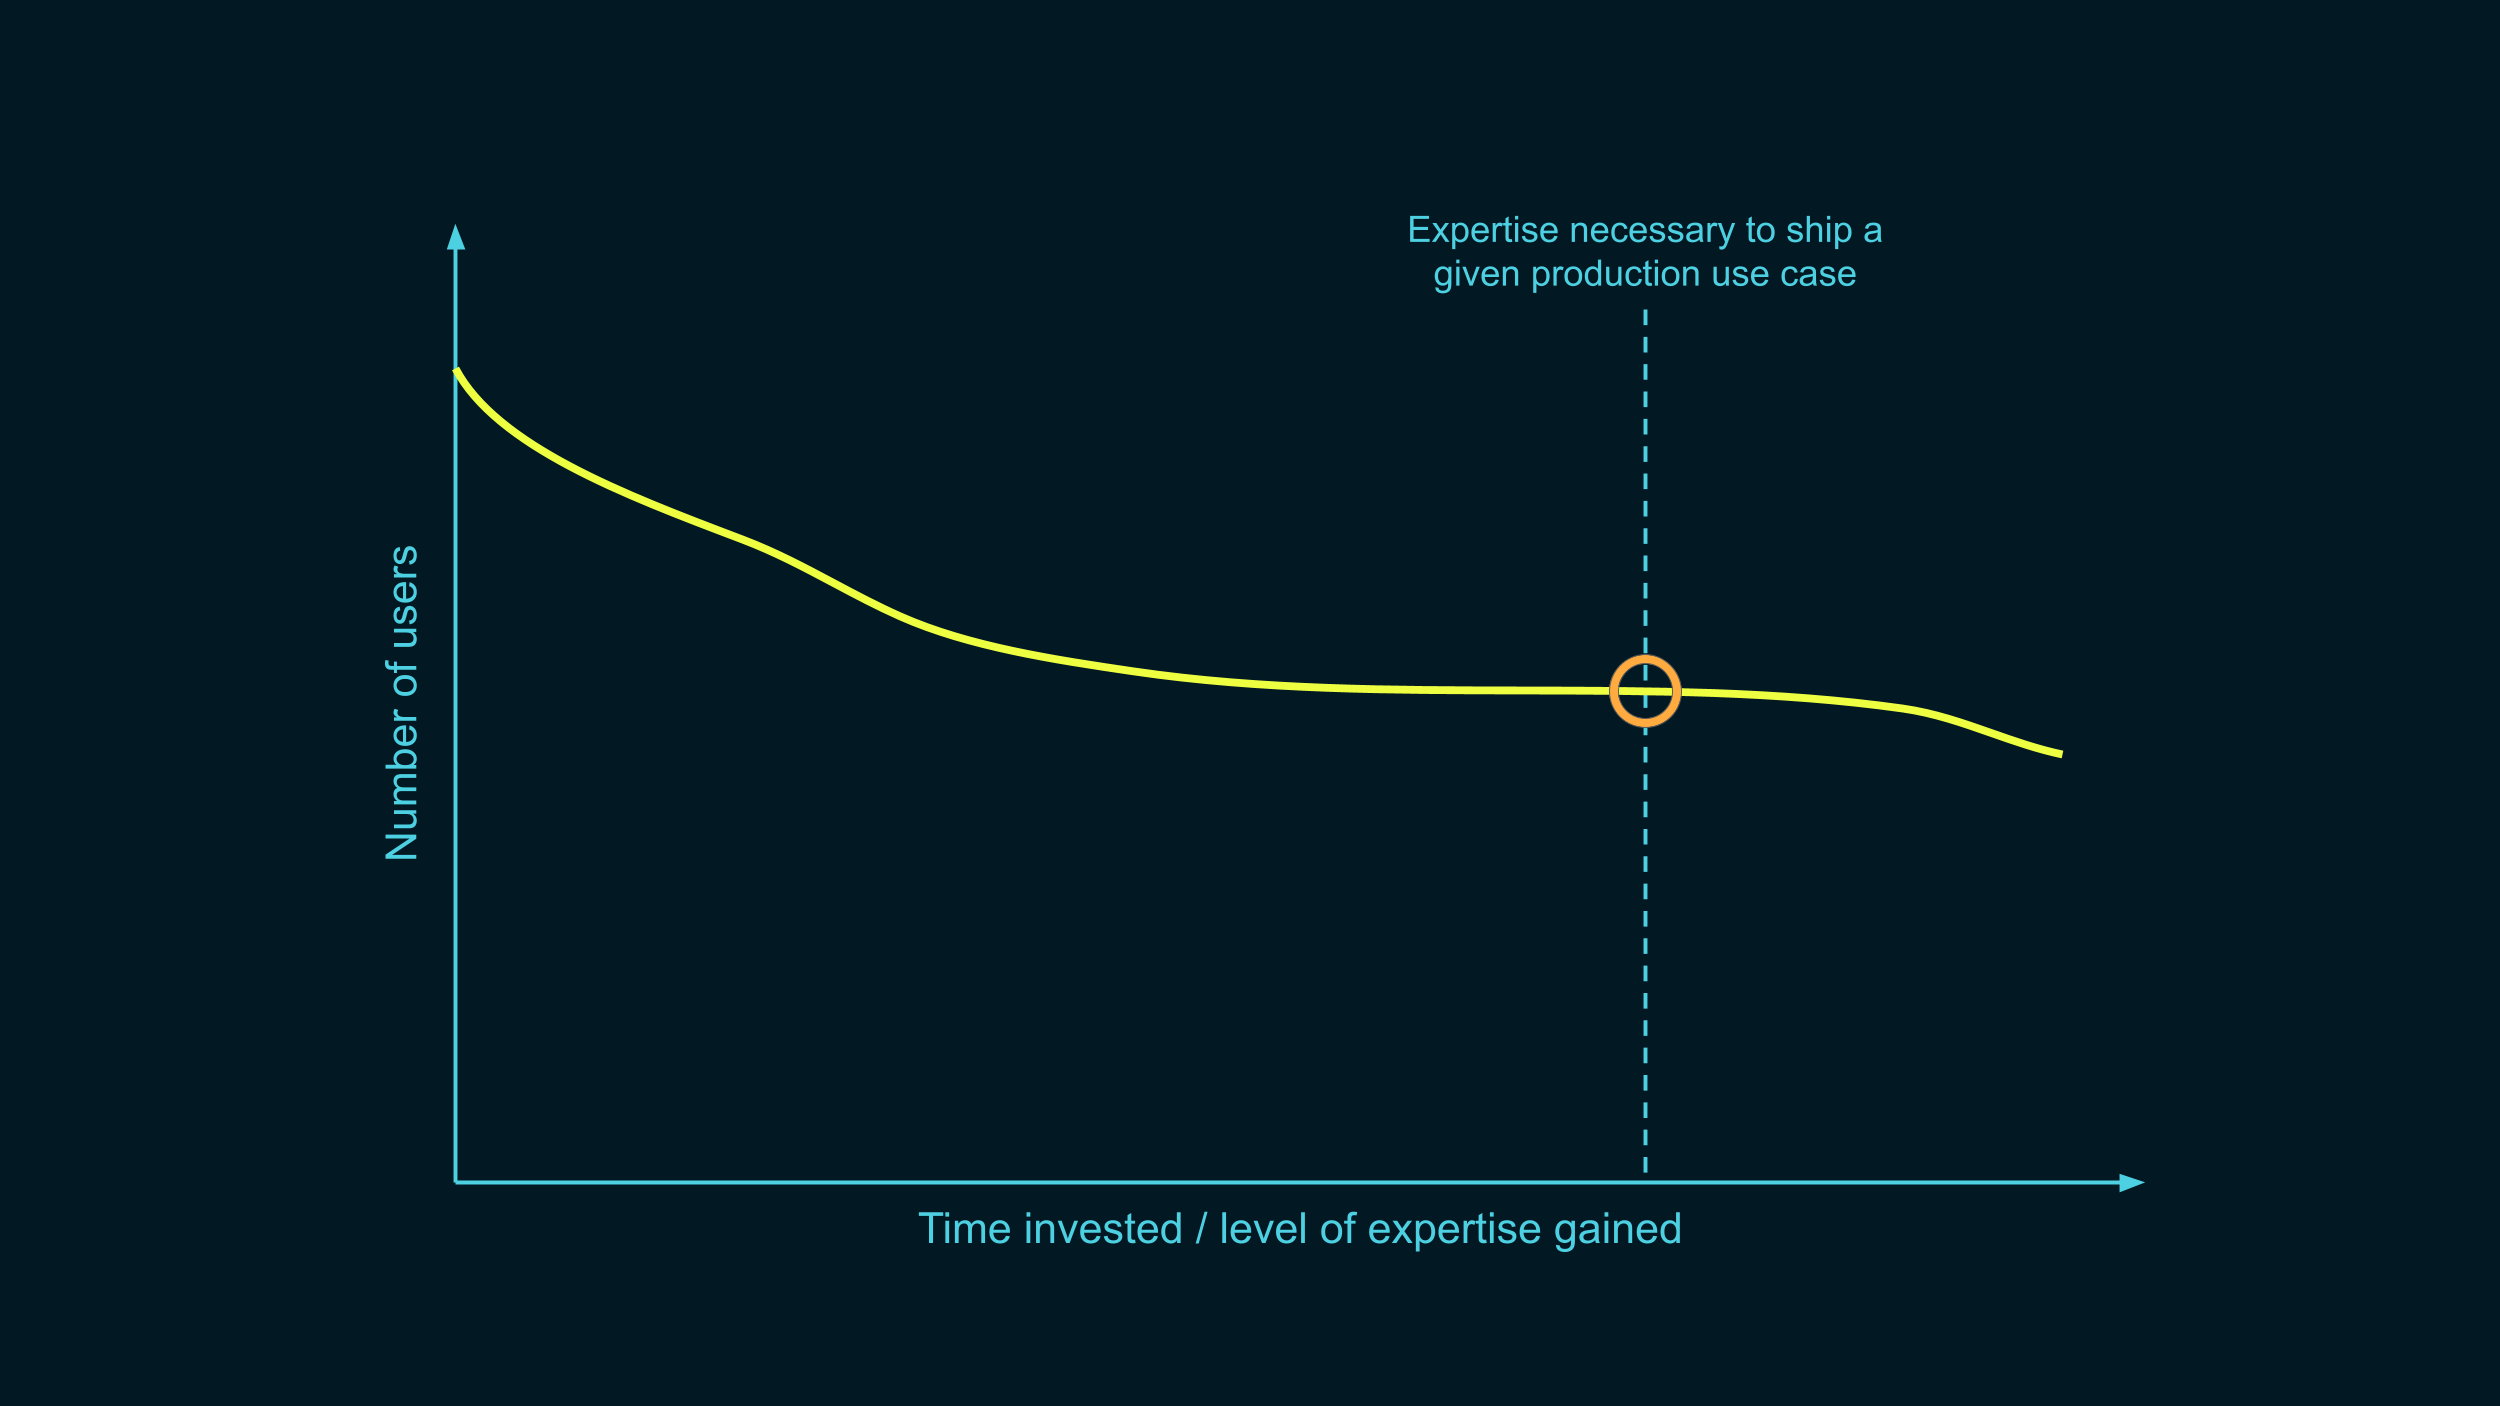 Expertise necessary to ship a
given production use case
Number of users
Time invested / level of expertise gained